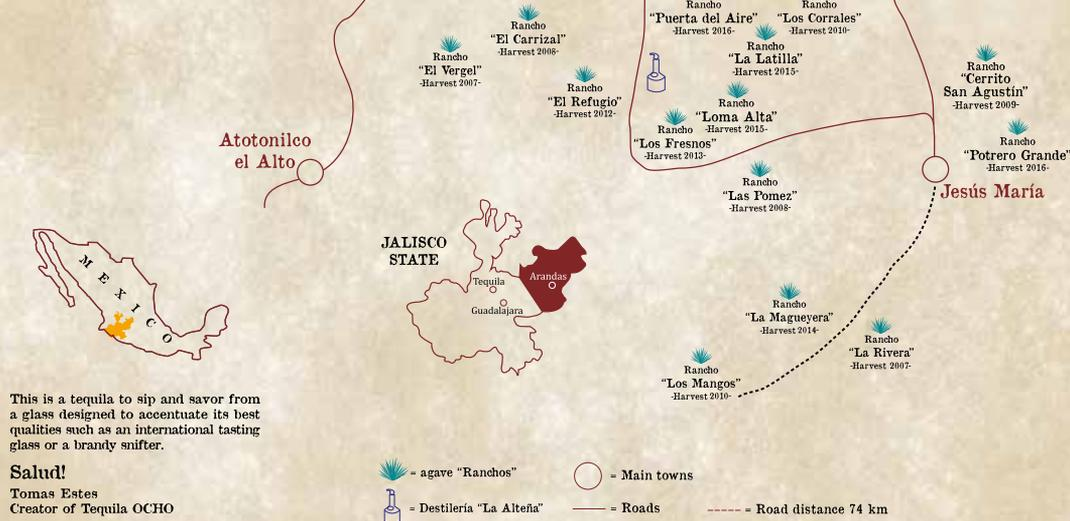 Rancho
"Puerta del Aire"
-Harvest 2016-
Rancho
"Los Corrales"
-Harvest 2010-
Rancho
"El Carrizal"
-Harvest 2008-
Rancho
"La Latilla"
-Harvest 2015-
Rancho
"El Vergel"
-Harvest 2007-
Rancho
"Cerrito
San Agustín"
-Harvest 2009-
Rancho
"El Refugio"
-Harvest 2012-
Rancho
"Loma Alta"
-Harvest 2015-
Rancho
"Los Fresnos"
-Harvest 2013-
Rancho
"Potrero Grande"
-Harvest 2016-
Atotonilco
el Alto
Rancho
"Las Pomez"
-Harvest 2008-
Jesús María
JALISCO
STATE
Tequila
Arandas
Guadalajara
MEXICO
Rancho
"La Magueyera"
-Harvest 2014-
Rancho
"La Rivera"
-Harvest 2007-
Rancho
"Los Mangos"
-Harvest 2010-
This is a tequila to sip and savor from
a glass designed to accentuate its best
qualities such as an international tasting
glass or a brandy snifter.
Salud!
Tomas Estes
Creator of Tequila OCHO
= agave "Ranchos"
= Main towns
= Destilería "La Alteña"
= Roads
= Road distance 74 km